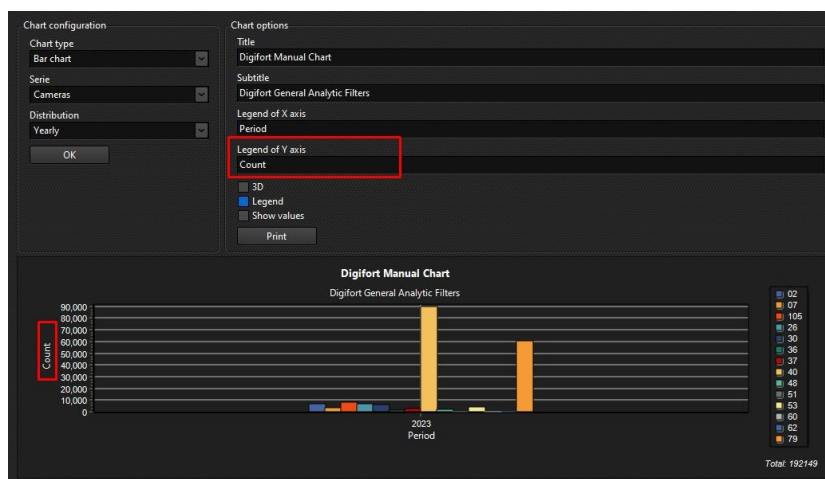 Chart configuration
Chart type
Bar chart
Serie
Cameras
Distribution
Yearly
OK
Chart options
Title
Digifort Manual Chart
Subtitle
Digifort General Analytic Filters
Legend of X axis
Period
Legend of Y axis
Count
3D
Legend
Show values
Print
Digifort Manual Chart
Digifort General Analytic Filters
Count
90,000
80,000
70,000
60,000
50,000
40,000
30,000
20,000
10,000
0
2023
Period
02
07
105
26
30
36
37
40
48
51
53
60
62
79
Total: 192149